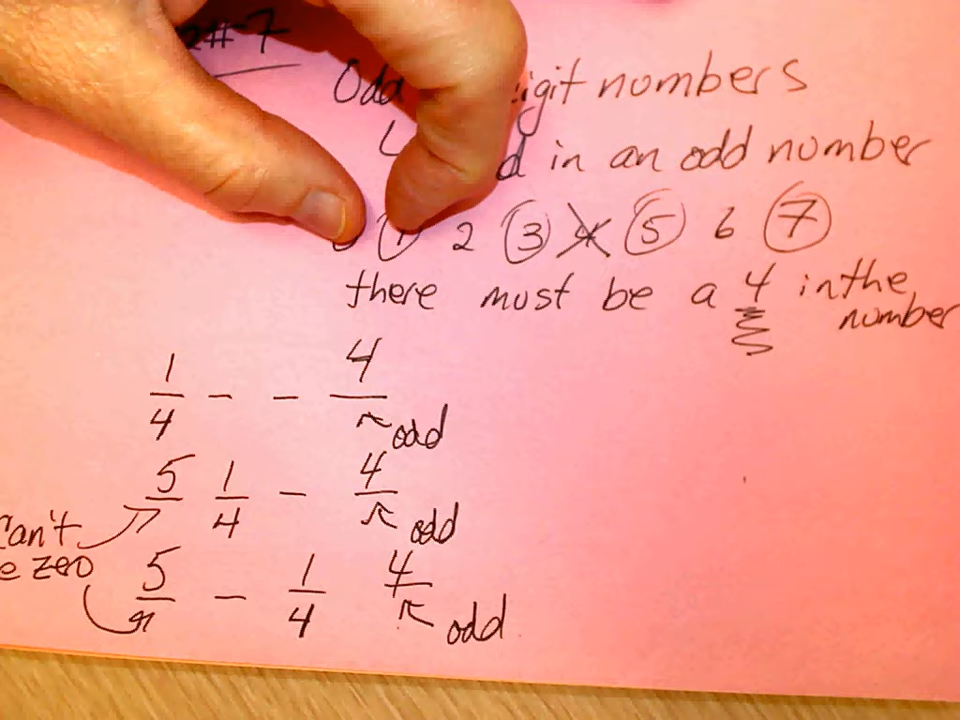 #7
Odd
in an odd number
1 2 3 4 5 6 7
there must be a 4 in the
number
1 4
4 odd
5 1 4
4 odd
can't
zero
5 1 4
4 odd
numbers